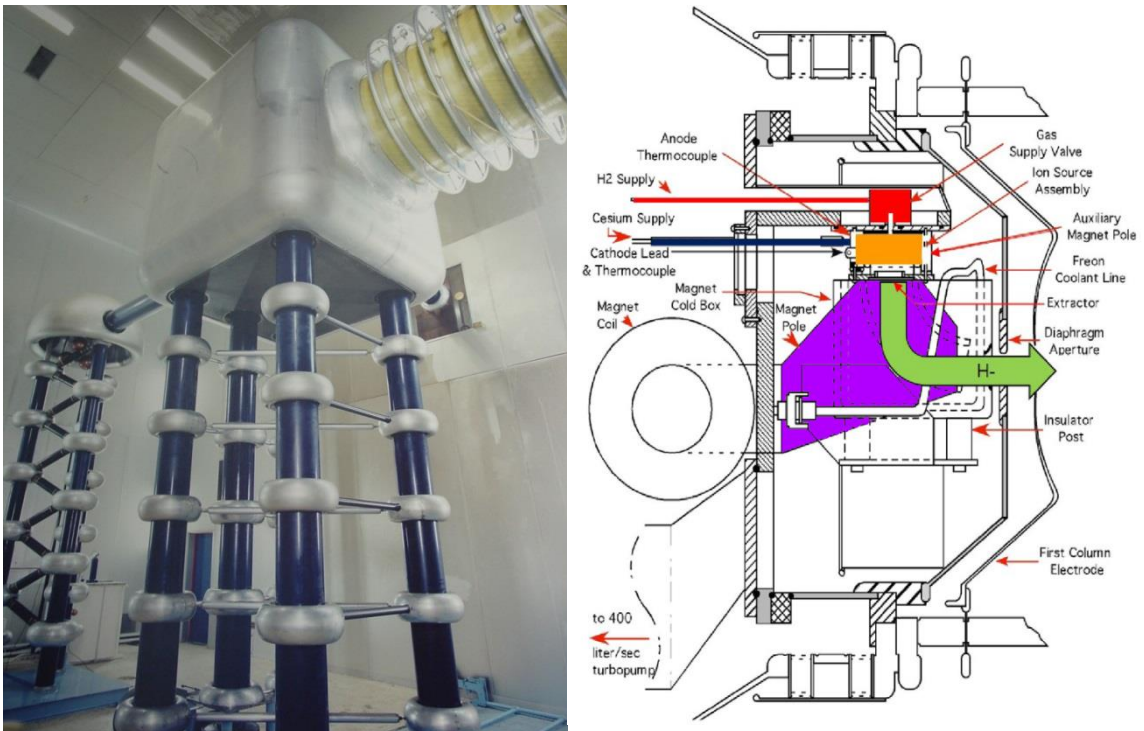 Anode
Thermocouple
Gas
Supply Valve
H2 Supply
Ion Source
Assembly
Cesium Supply
Auxiliary
Magnet Pole
Cathode Lead
& Thermocouple
Freon
Coolant Line
Magnet
Cold Box
Extractor
Magnet
Coil
Magnet
Pole
Diaphragm
Aperture
H-
Insulator
Post
First Column
Electrode
to 400
liter/sec
turbopump